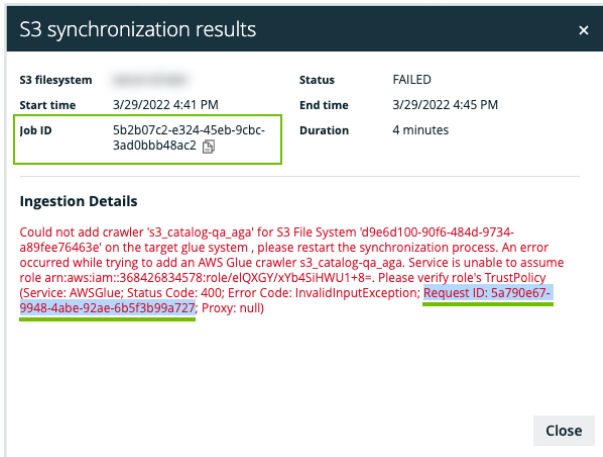 S3 synchronization results
S3 filesystem Status FAILED
Start time 3/29/2022 4:41 PM End time 3/29/2022 4:45 PM
Job ID 5b2b07c2-e324-45eb-9cbc- Duration 4 minutes
3ad0bbb48ac2
Ingestion Details
Could not add crawler 's3_catalog-qa_aga' for S3 File System 'd9e6d100-90f6-484d-9734-
a89fee76463e' on the target glue system , please restart the synchronization process. An error
occurred while trying to add an AWS Glue crawler s3_catalog-qa_aga. Service is unable to assume
role arn:aws:iam::368426834578:role/elQXGY/xYb4SiHWU1+8=. Please verify role's TrustPolicy
(Service: AWSGlue; Status Code: 400; Error Code: InvalidInputException; Request ID: 5a790e67-
9948-4abe-92ae-6b5f3b99a727; Proxy: null)
Close